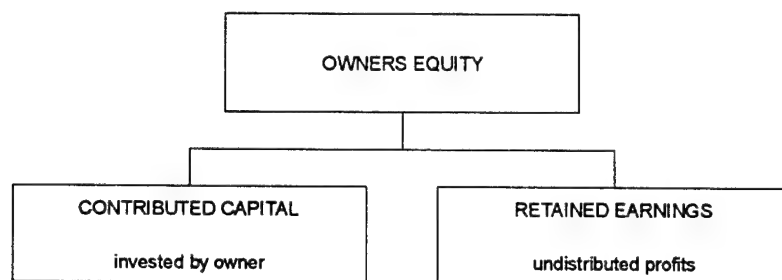 OWNERS EQUITY
CONTRIBUTED CAPITAL
invested by owner
RETAINED EARNINGS
undistributed profits